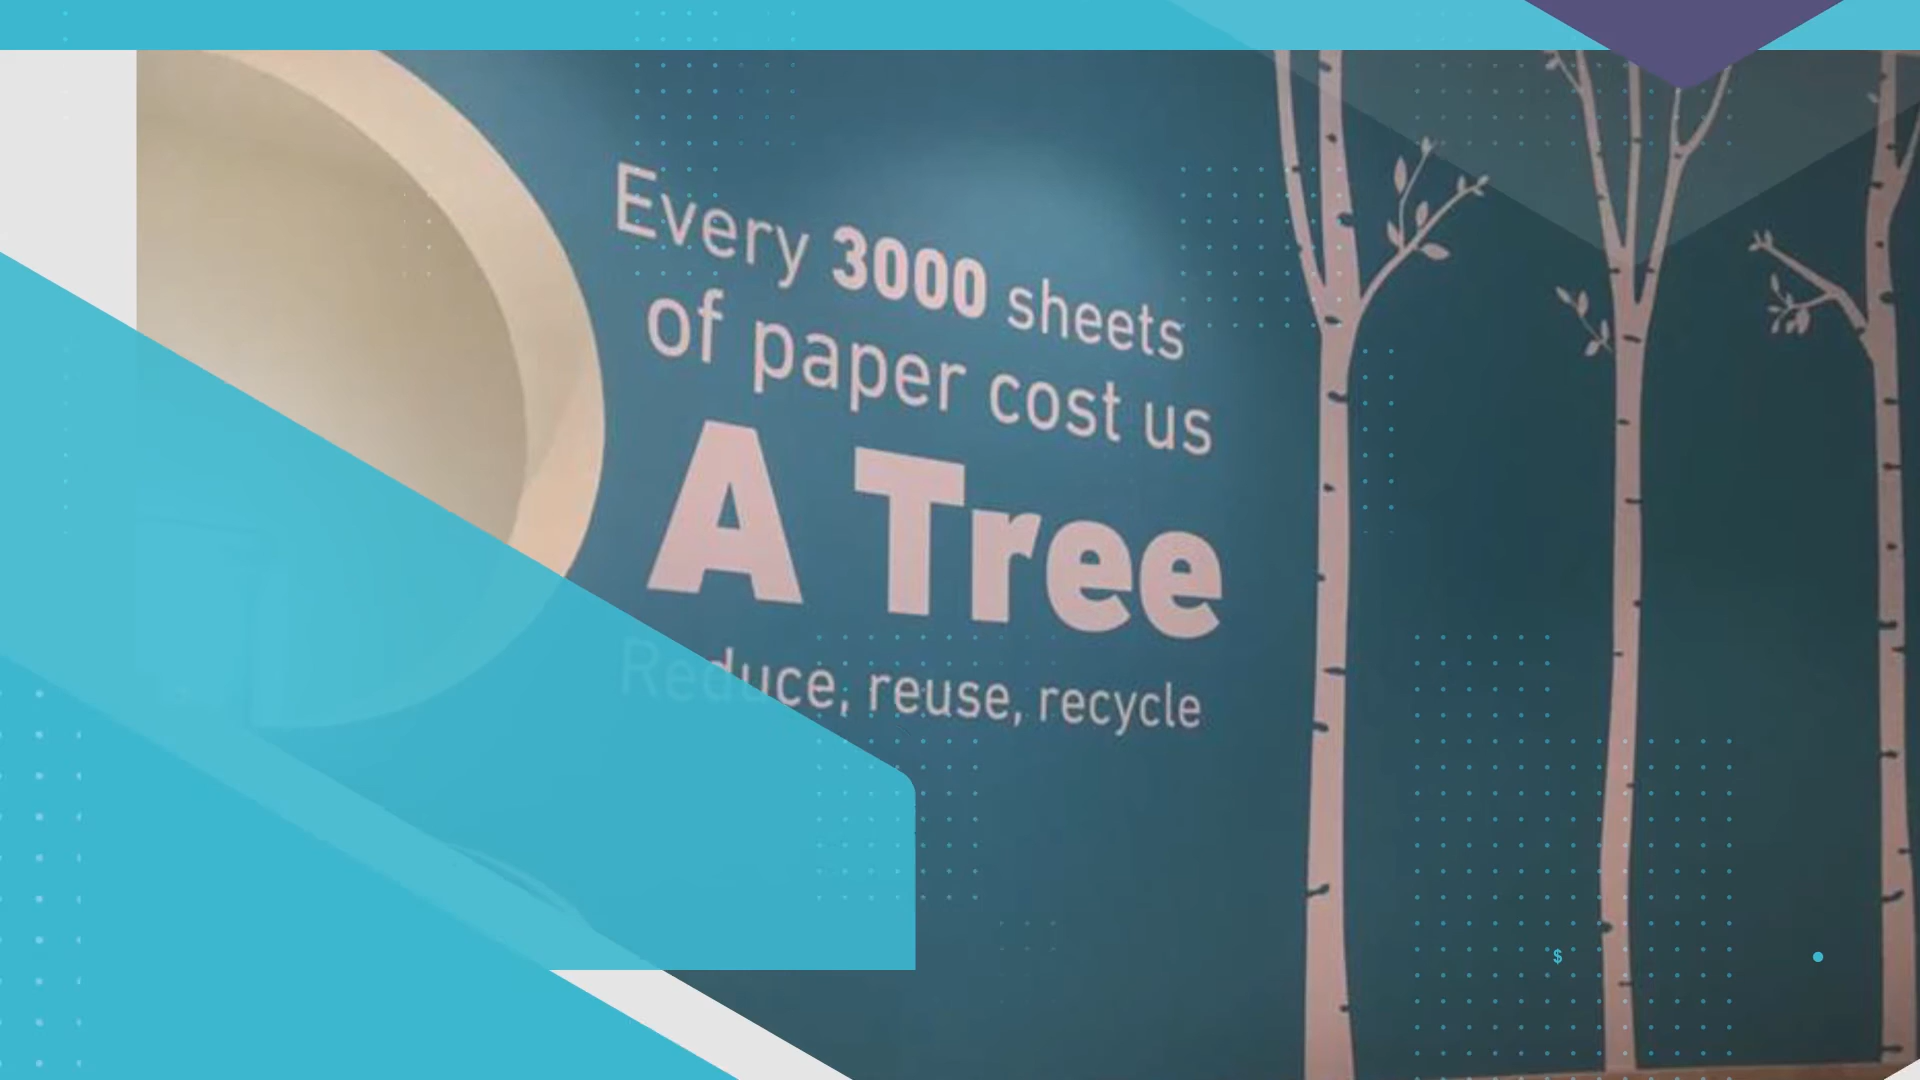 Every 3000 sheets
of paper cost us
A Tree
Reduce, reuse, recycle
$